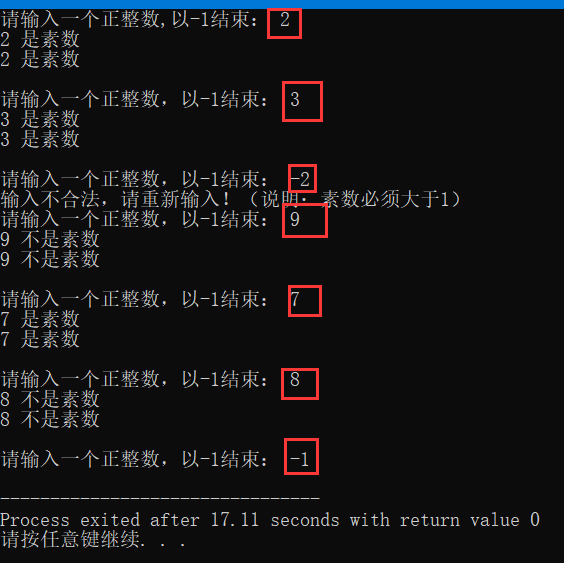 请输入一个正整数,以-1结束： 2
2 是素数
2 是素数
请输入一个正整数，以-1结束： 3
3 是素数
3 是素数
请输入一个正整数，以-1结束： -2
输入不合法，请重新输入！（说明：素数必须大于1）
请输入一个正整数，以-1结束： 9
9 不是素数
9 不是素数
请输入一个正整数，以-1结束： 7
7 是素数
7 是素数
请输入一个正整数，以-1结束： 8
8 不是素数
8 不是素数
请输入一个正整数，以-1结束： -1
--------------------------------
Process exited after 17.11 seconds with return value 0
请按任意键继续. . .